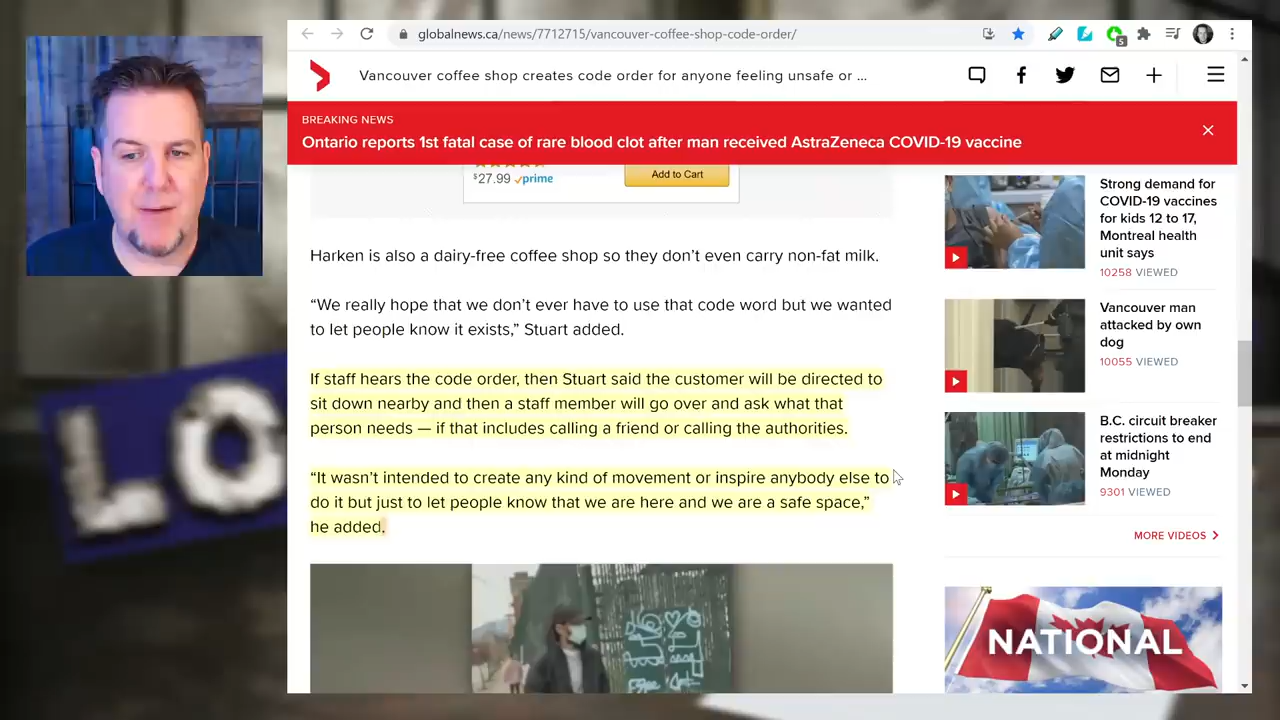 globalnews.ca/news/7712715/vancouver-coffee-shop-code-order/
5
Vancouver coffee shop creates code order for anyone feeling unsafe or ...
BREAKING NEWS
Ontario reports 1st fatal case of rare blood clot after man received AstraZeneca COVID-19 vaccine
$27.99 prime
Add to Cart
Harken is also a dairy-free coffee shop so they don’t even carry non-fat milk.
“We really hope that we don’t ever have to use that code word but we wanted
to let people know it exists,” Stuart added.
If staff hears the code order, then Stuart said the customer will be directed to
sit down nearby and then a staff member will go over and ask what that
person needs — if that includes calling a friend or calling the authorities.
“It wasn’t intended to create any kind of movement or inspire anybody else to
do it but just to let people know that we are here and we are a safe space,”
he added.
Strong demand for
COVID-19 vaccines
for kids 12 to 17,
Montreal health
unit says
10258 VIEWED
Vancouver man
attacked by own
dog
10055 VIEWED
B.C. circuit breaker
restrictions to end
at midnight
Monday
9301 VIEWED
MORE VIDEOS
NATIONAL
LO